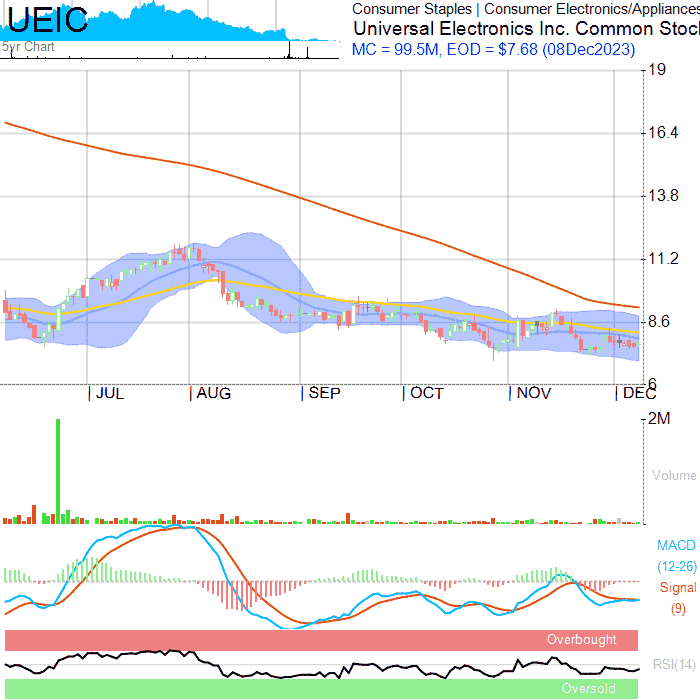 UEIC
5yr Chart
Consumer Staples | Consumer Electronics/Appliances
Universal Electronics Inc. Common Stoc
MC = 99.5M, EOD = $7.68 (08Dec2023)
19
16.4
13.8
11.2
8.6
6
JUL
AUG
SEP
OCT
NOV
DEC
2M
Volume
MACD
(12-26)
Signal
(9)
Overbought
RSI(14)
Oversold